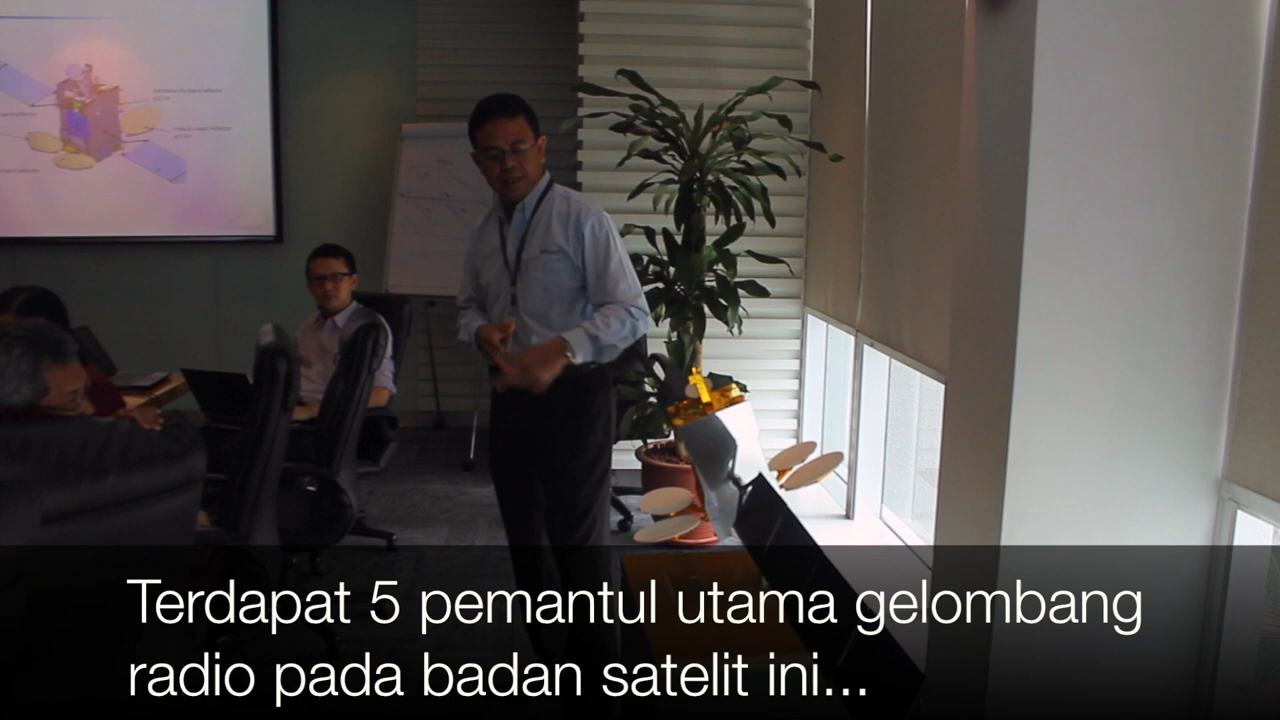 Terdapat 5 pemantul utama gelombang
radio pada badan satelit ini...